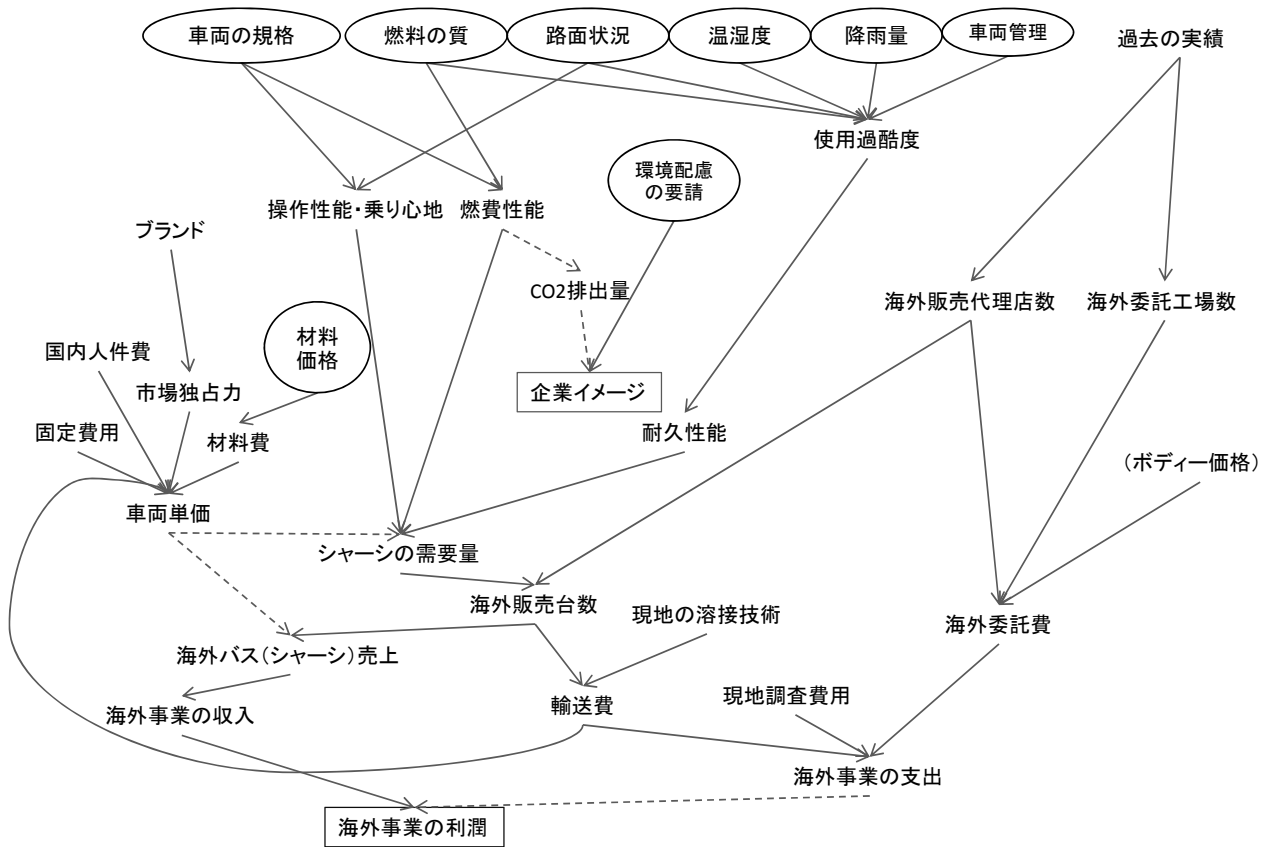 車両の規格
燃料の質
路面状況
温湿度
降雨量
車両管理
過去の実績
使用過酷度
環境配慮
の要請
操作性能・乗り心地
燃費性能
ブランド
CO2排出量
海外販売代理店数
海外委託工場数
材料
価格
国内人件費
市場独占力
企業イメージ
固定費用
材料費
耐久性能
（ボディー価格）
車両単価
シャーシの需要量
海外販売台数
現地の溶接技術
海外委託費
海外バス（シャーシ）売上
現地調査費用
輸送費
海外事業の収入
海外事業の支出
海外事業の利潤